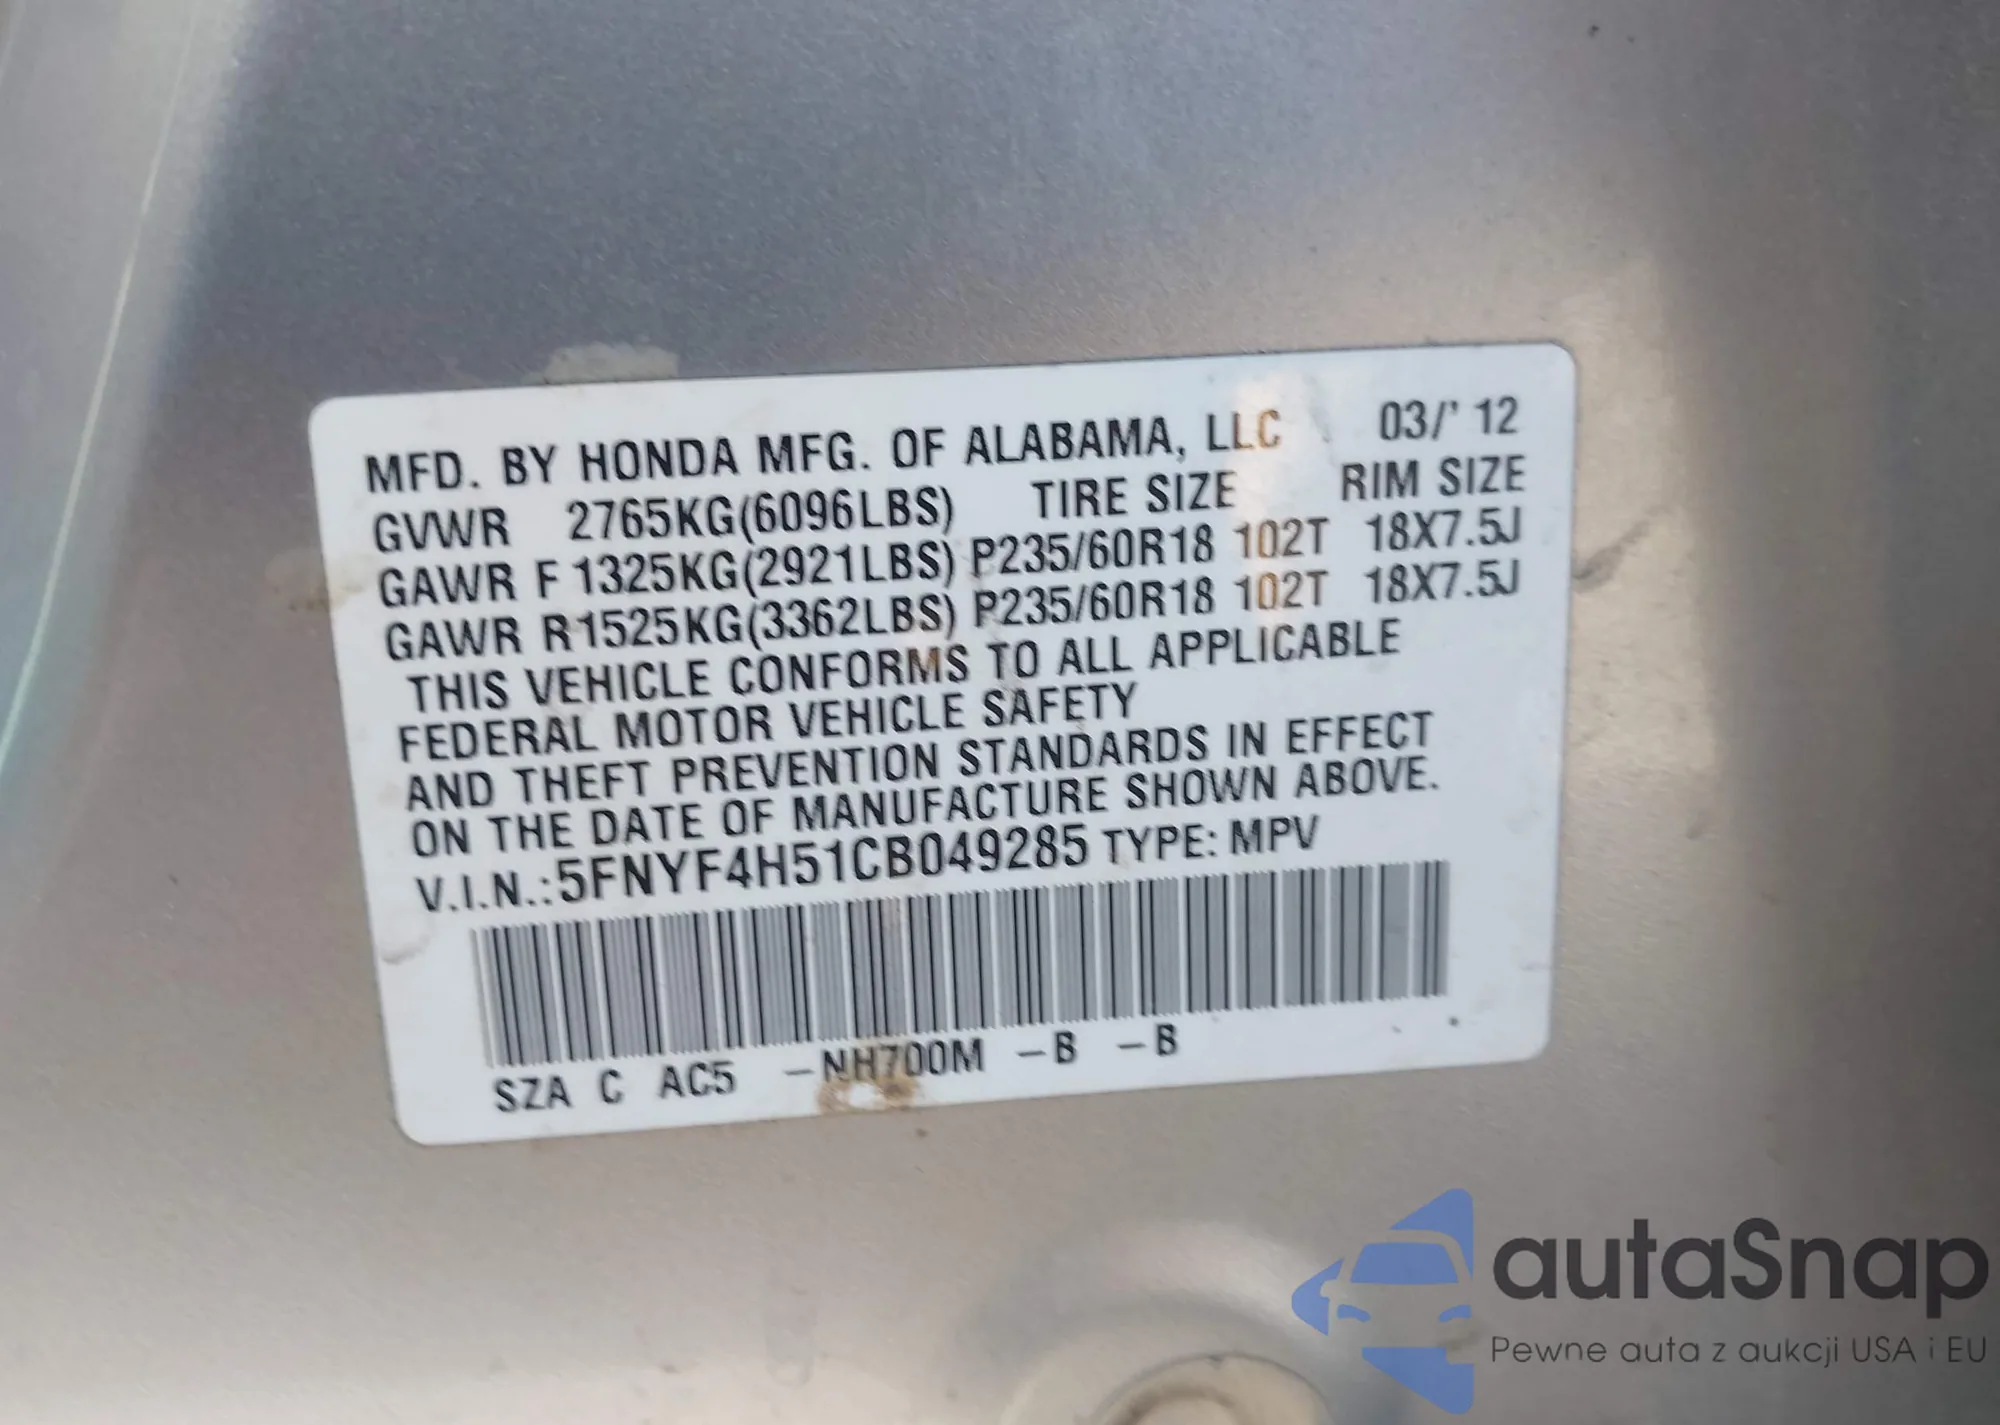 MFD. BY HONDA MFG. OF ALABAMA, LLC 03/' 12
GVWR 2765KG(6096LBS) TIRE SIZE RIM SIZE
GAWR F 1325KG(2921LBS) P235/60R18 102T 18X7.5J
GAWR R1525KG(3362LBS) P235/60R18 102T 18X7.5J
THIS VEHICLE CONFORMS TO ALL APPLICABLE
FEDERAL MOTOR VEHICLE SAFETY
AND THEFT PREVENTION STANDARDS IN EFFECT
ON THE DATE OF MANUFACTURE SHOWN ABOVE.
V.I.N.:5FNYF4H51CB049285 TYPE: MPV
SZA C AC5 –NH700M –B –B
autaSnap
Pewne auta z aukcji USA i EU